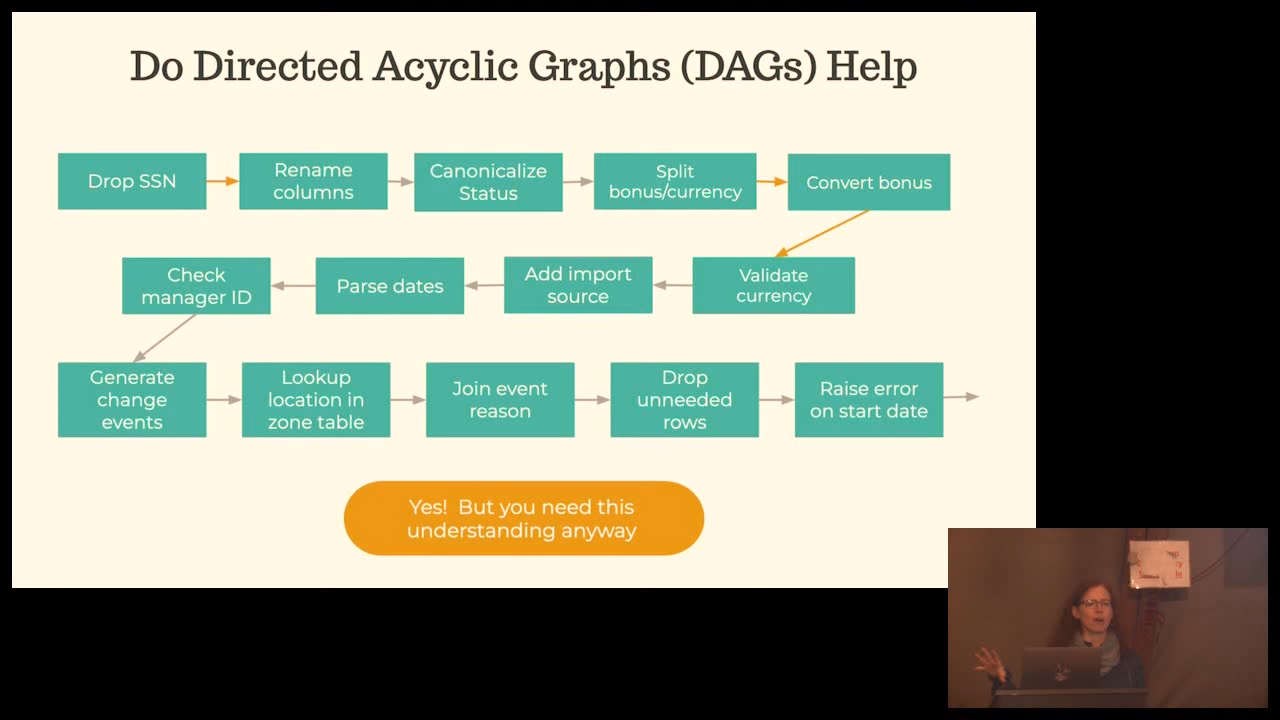 Do Directed Acyclic Graphs (DAGs) Help
Drop SSN
Rename
columns
Canonicalize
Status
Split
bonus/currency
Convert bonus
Check
manager ID
Parse dates
Add import
source
Validate
currency
Generate
change
events
Lookup
location in
zone table
Join event
reason
Drop
unneeded
rows
Raise error
on start date
Yes!  But you need this
understanding anyway